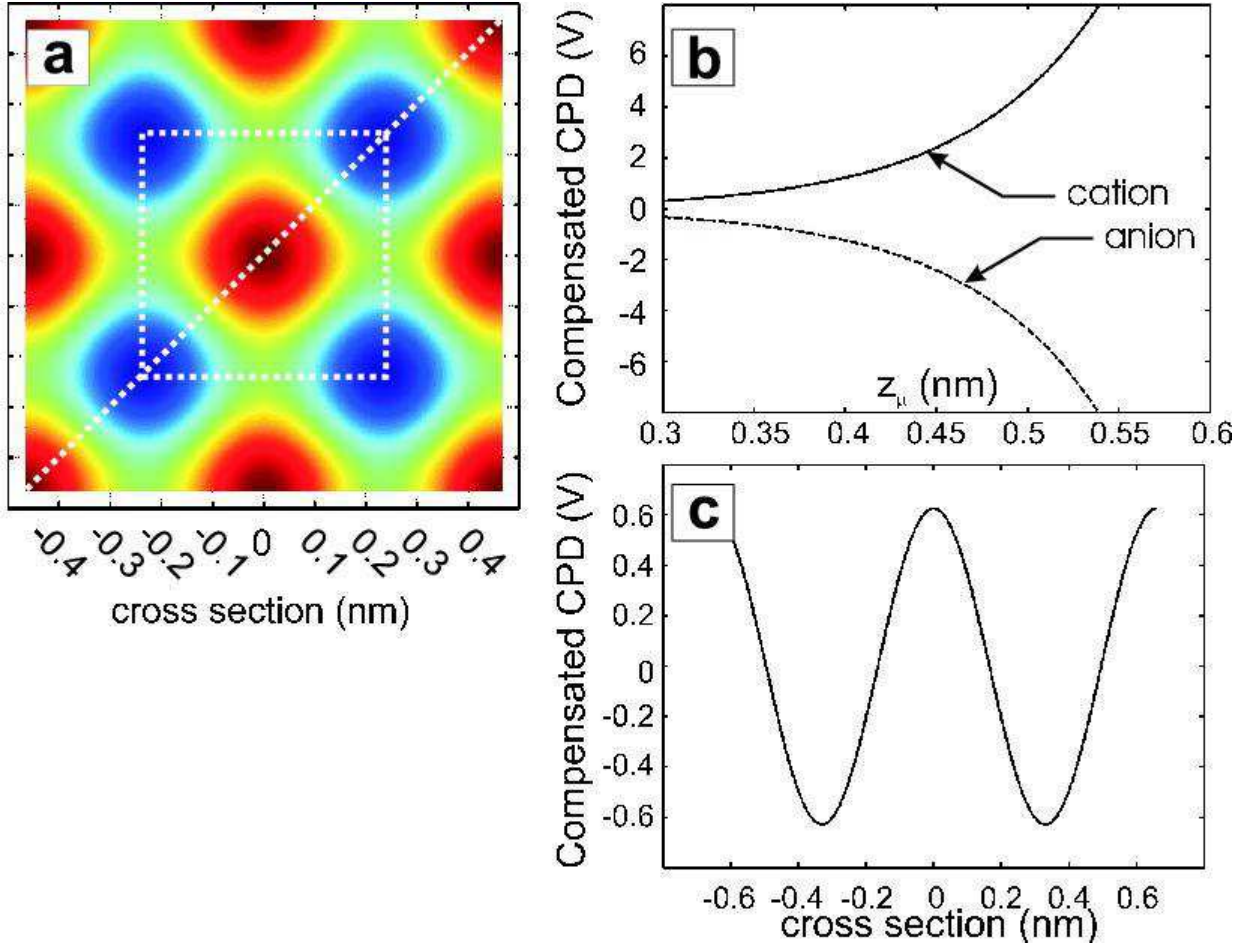 a
-0.4 -0.3 -0.2 -0.1 0 0.1 0.2 0.3 0.4
cross section (nm)
b
Compensated CPD (V)
6
4
2
0
-2
-4
-6
cation
anion
zμ (nm)
0.3 0.35 0.4 0.45 0.5 0.55 0.6
c
Compensated CPD (V)
0.6
0.4
0.2
0
-0.2
-0.4
-0.6
-0.6 -0.4 -0.2 0 0.2 0.4 0.6
cross section (nm)